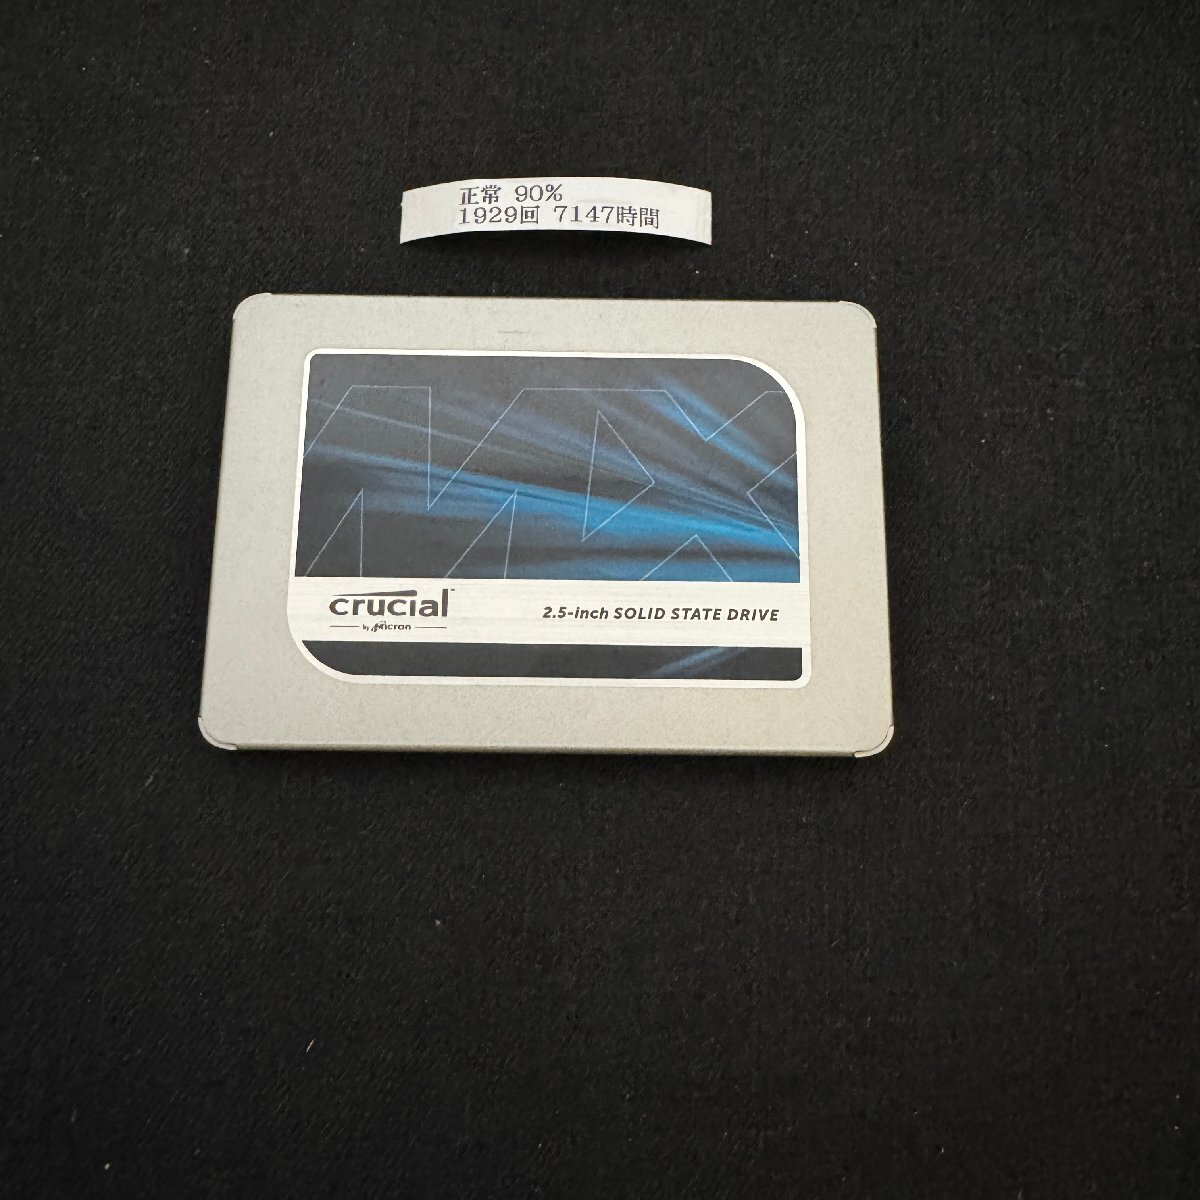 正常 90%
1929回 7147時間
crucial
by Micron
2.5-inch SOLID STATE DRIVE